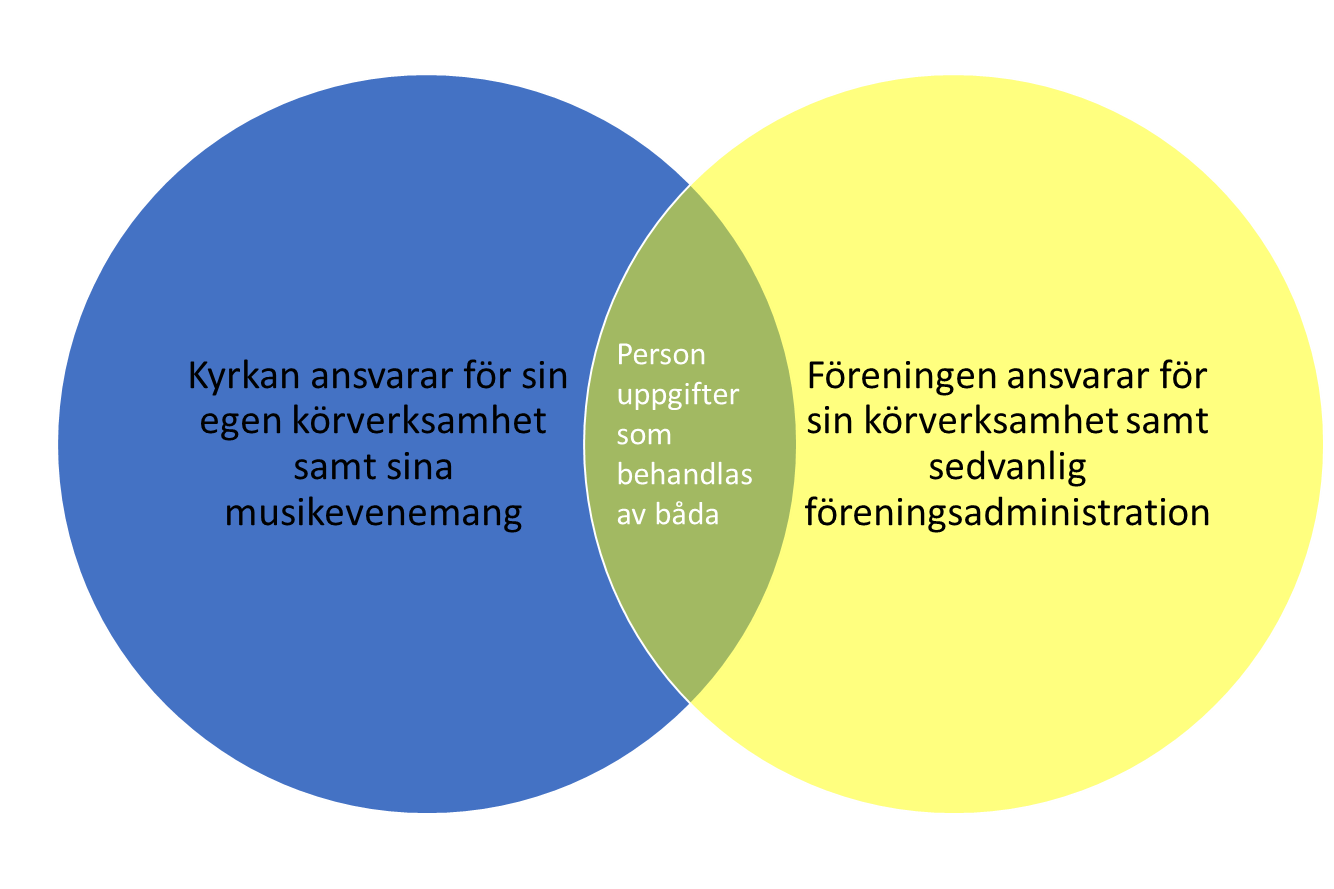 Kyrkan ansvarar för sin
egen körverksamhet
samt sina
musikevenemang
Person
uppgifter
som
behandlas
av båda
Föreningen ansvarar för
sin körverksamhet samt
sedvanlig
föreningsadministration